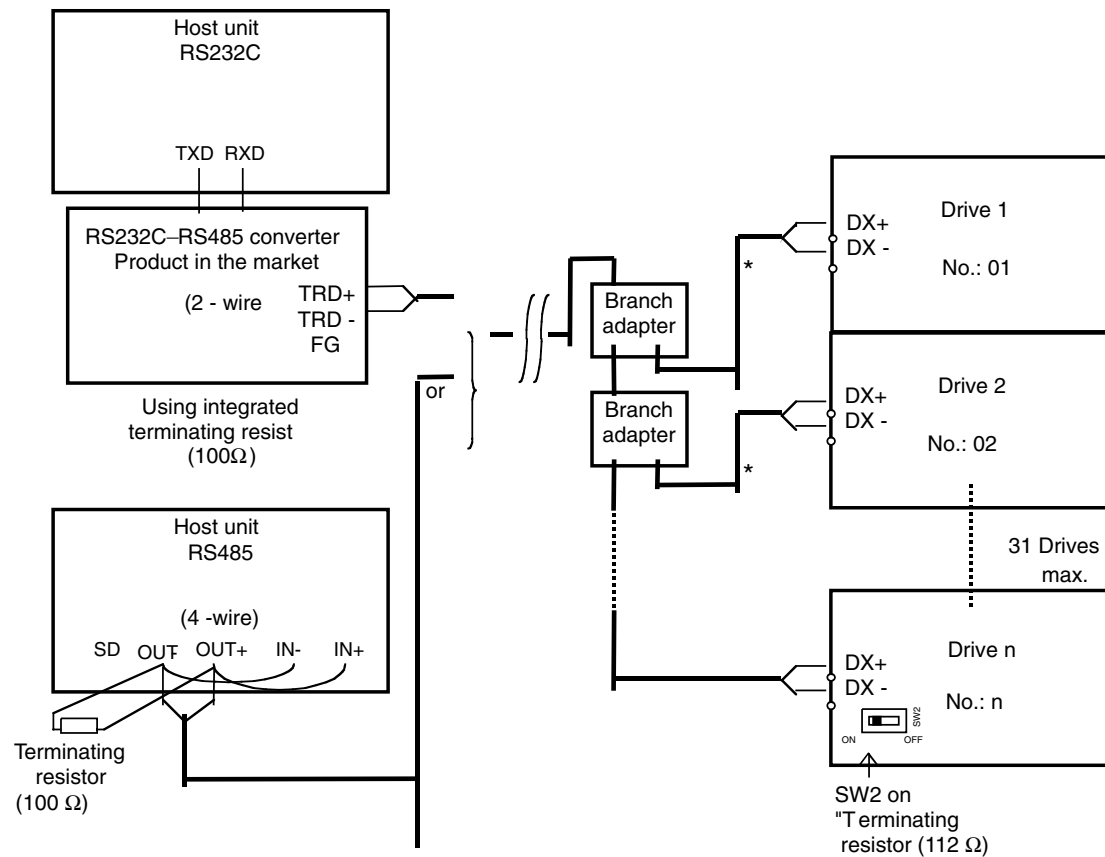 Host unit
RS232C
TXD RXD
RS232C–RS485 converter
Product in the market
(2 - wire
TRD+
TRD -
FG
Using integrated
terminating resist
(100Ω)
or
Host unit
RS485
(4 -wire)
SD OUT- OUT+ IN- IN+
Terminating
resistor
(100 Ω)
Branch
adapter
*
Branch
adapter
*
DX+
DX -
Drive 1
No.: 01
DX+
DX -
Drive 2
No.: 02
31 Drives
max.
DX+
DX -
Drive n
No.: n
SW2
ON OFF
SW2 on
"T erminating
resistor (112 Ω)